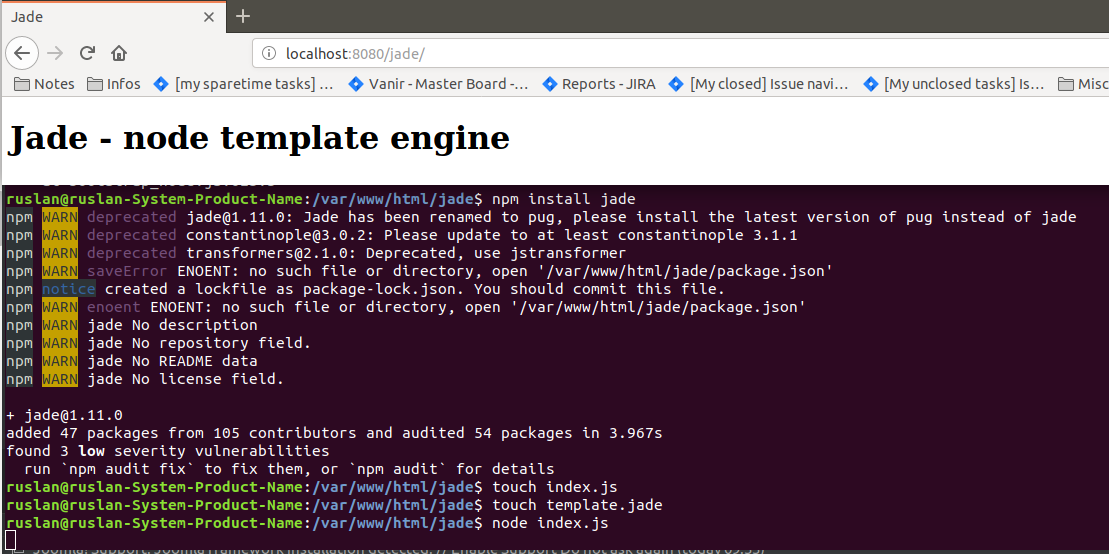 Jade
localhost:8080/jade/
Notes Infos [my sparetime tasks] ... Vanir - Master Board -... Reports - JIRA [My closed] Issue navi... [My unclosed tasks] Is... Misc
Jade - node template engine
ruslan@ruslan-System-Product-Name:/var/www/html/jade$ npm install jade
npm WARN deprecated jade@1.11.0: Jade has been renamed to pug, please install the latest version of pug instead of jade
npm WARN deprecated constantinople@3.0.2: Please update to at least constantinople 3.1.1
npm WARN deprecated transformers@2.1.0: Deprecated, use jstransformer
npm WARN saveError ENOENT: no such file or directory, open '/var/www/html/jade/package.json'
npm notice created a lockfile as package-lock.json. You should commit this file.
npm WARN enoent ENOENT: no such file or directory, open '/var/www/html/jade/package.json'
npm WARN jade No description
npm WARN jade No repository field.
npm WARN jade No README data
npm WARN jade No license field.
+ jade@1.11.0
added 47 packages from 105 contributors and audited 54 packages in 3.967s
found 3 low severity vulnerabilities
run `npm audit fix` to fix them, or `npm audit` for details
ruslan@ruslan-System-Product-Name:/var/www/html/jade$ touch index.js
ruslan@ruslan-System-Product-Name:/var/www/html/jade$ touch template.jade
ruslan@ruslan-System-Product-Name:/var/www/html/jade$ node index.js